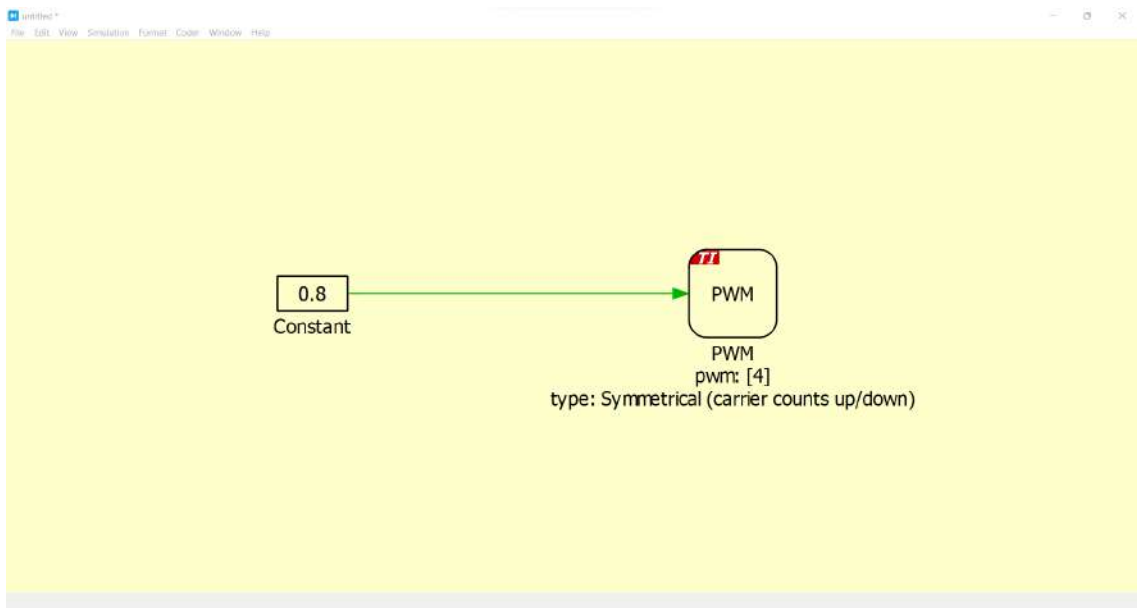 untitled *
File Edit View Simulation Format Coder Window Help
TI
0.8
PWM
Constant
PWM
pwm: [4]
type: Symmetrical (carrier counts up/down)